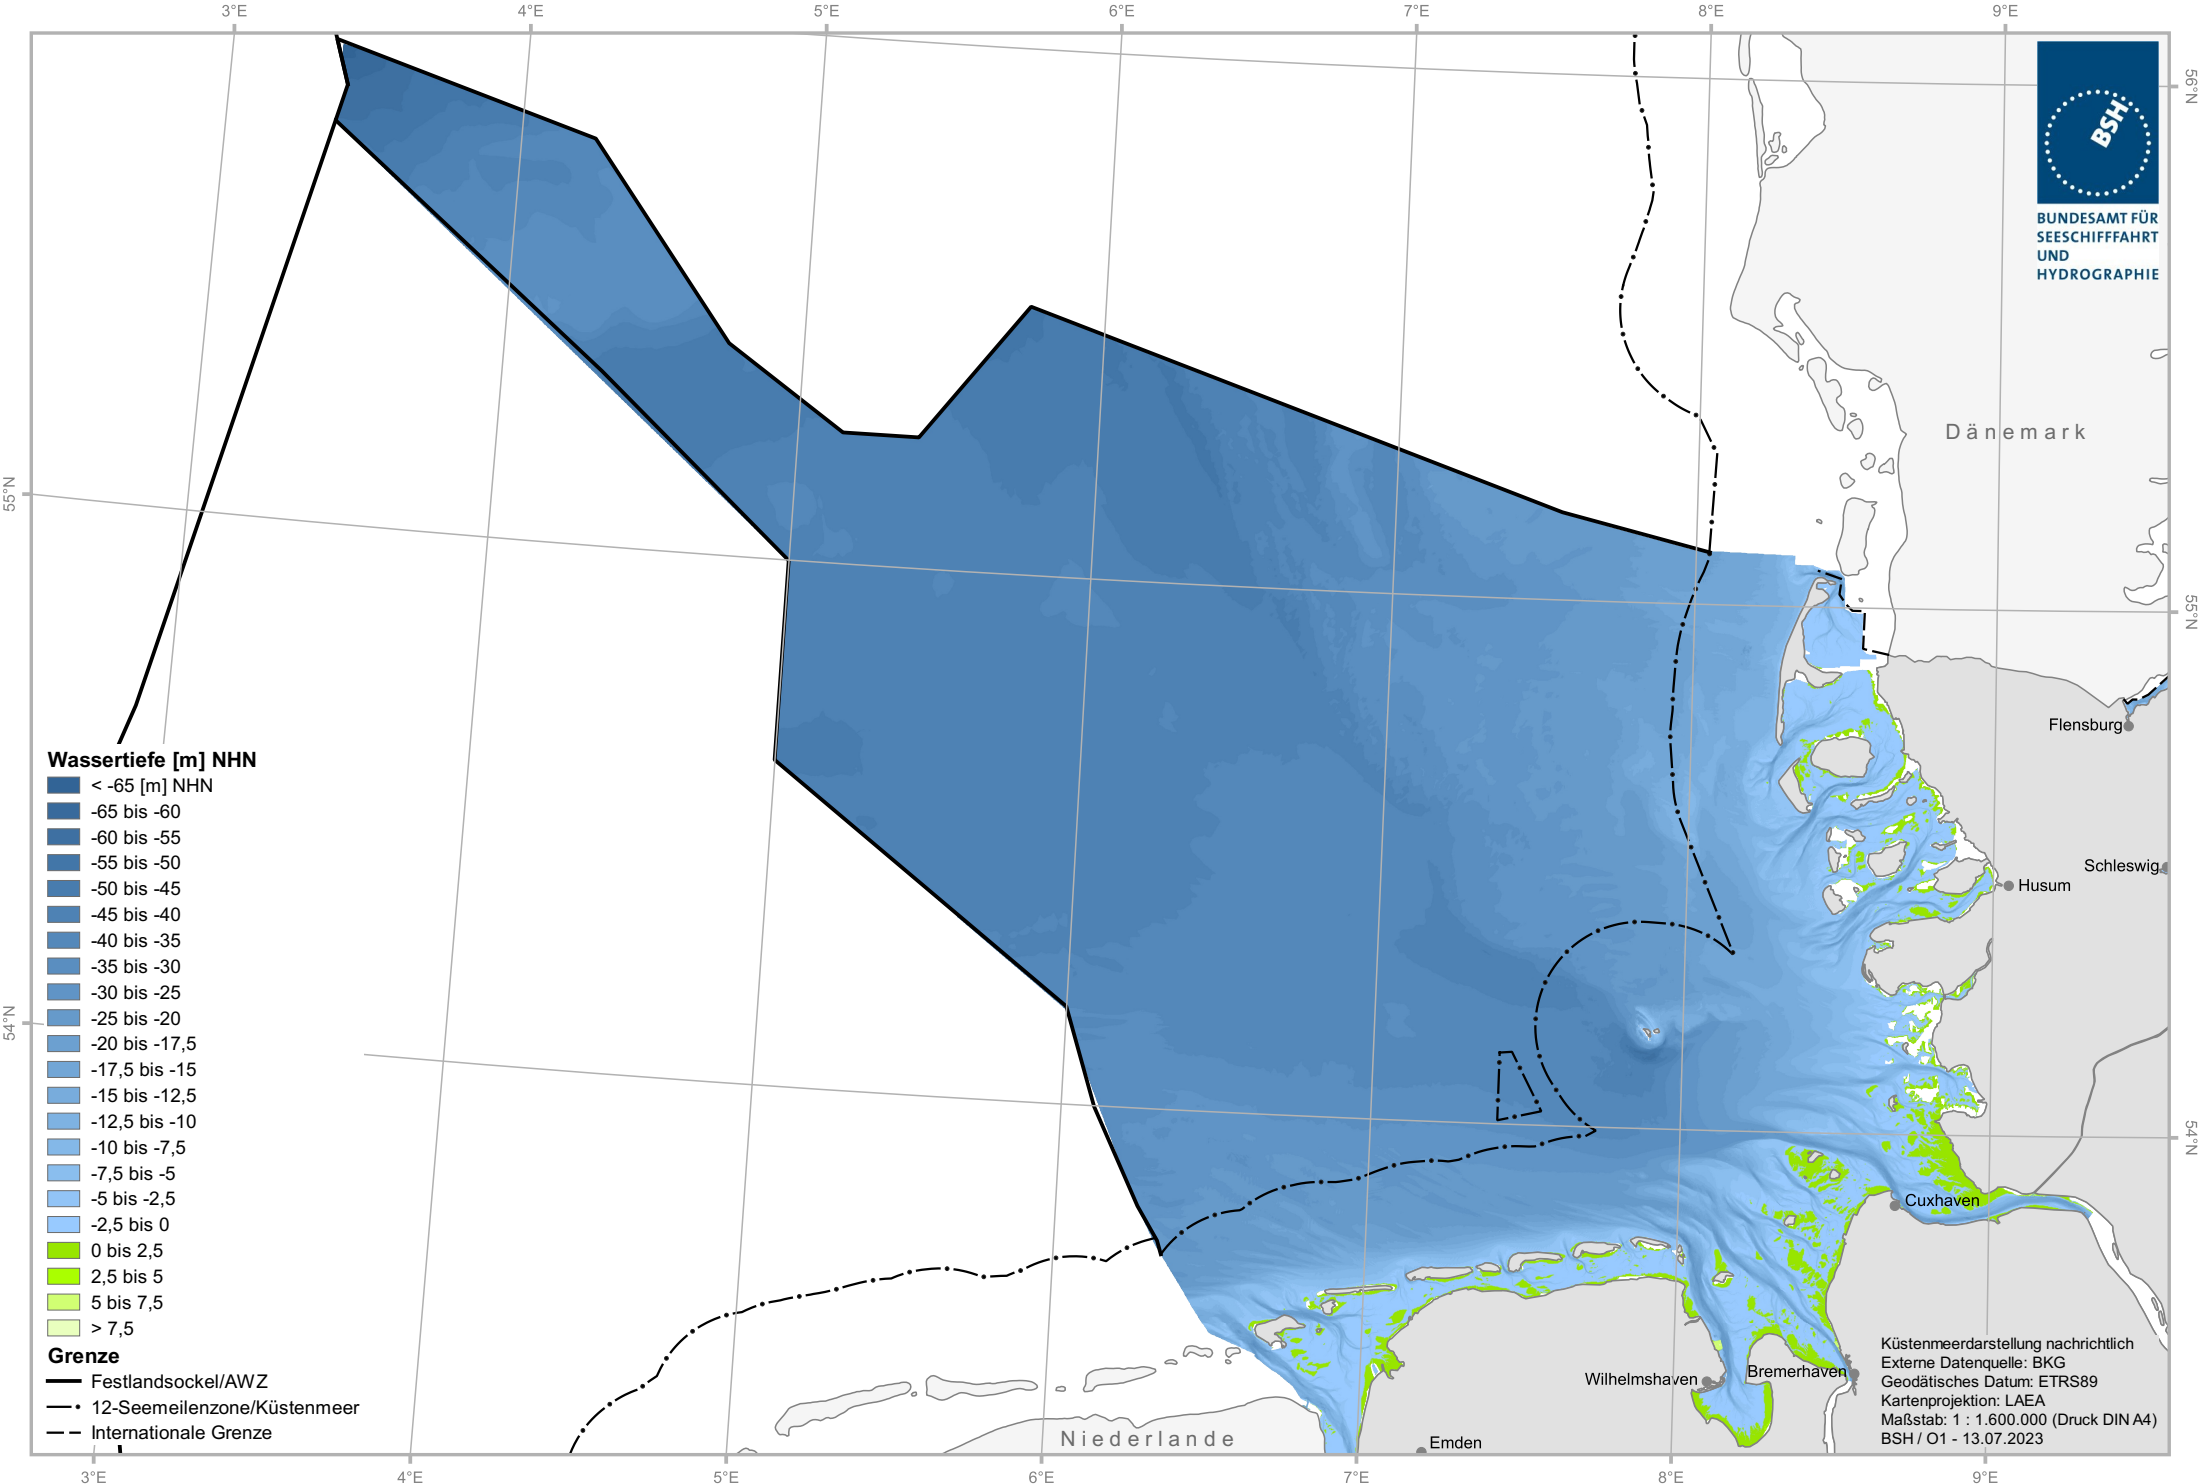 3°E
4°E
5°E
6°E
7°E
8°E
9°E
56°N
BSH
BUNDESAMT FÜR
SEESCHIFFFAHRT
UND
HYDROGRAPHIE
Dänemark
55°N
55°N
Flensburg
Schleswig
Husum
54°N
54°N
Cuxhaven
Wilhelmshaven
Bremerhaven
Emden
Niederlande
Wassertiefe [m] NHN
< -65 [m] NHN
-65 bis -60
-60 bis -55
-55 bis -50
-50 bis -45
-45 bis -40
-40 bis -35
-35 bis -30
-30 bis -25
-25 bis -20
-20 bis -17,5
-17,5 bis -15
-15 bis -12,5
-12,5 bis -10
-10 bis -7,5
-7,5 bis -5
-5 bis -2,5
-2,5 bis 0
0 bis 2,5
2,5 bis 5
5 bis 7,5
> 7,5
Grenze
Festlandsockel/AWZ
12-Seemeilenzone/Küstenmeer
Internationale Grenze
Küstenmeerdarstellung nachrichtlich
Externe Datenquelle: BKG
Geodätisches Datum: ETRS89
Kartenprojektion: LAEA
Maßstab: 1 : 1.600.000 (Druck DIN A4)
BSH / O1 - 13.07.2023
3°E
4°E
5°E
6°E
7°E
8°E
9°E